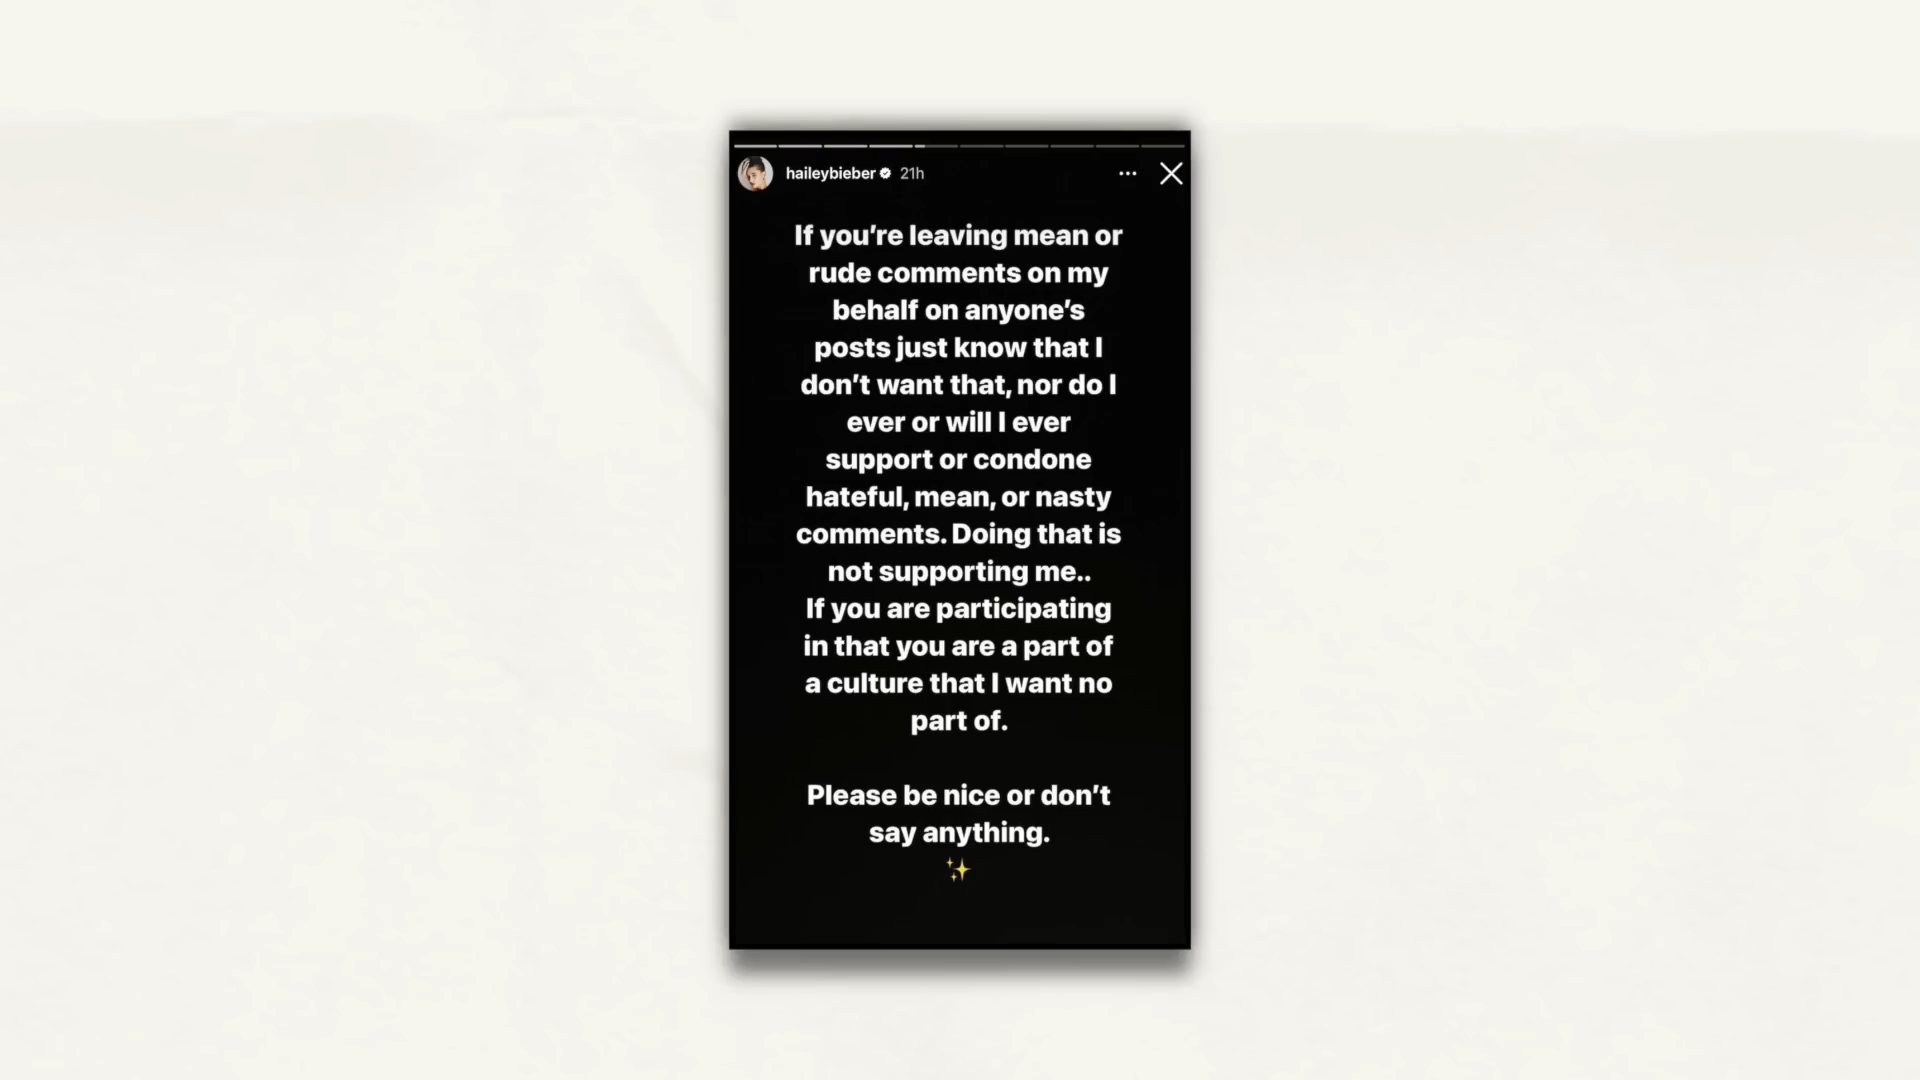 haileybieber 21h
If you're leaving mean or
rude comments on my
behalf on anyone's
posts just know that I
don't want that, nor do I
ever or will I ever
support or condone
hateful, mean, or nasty
comments. Doing that is
not supporting me..
If you are participating
in that you are a part of
a culture that I want no
part of.
Please be nice or don't
say anything.
✨